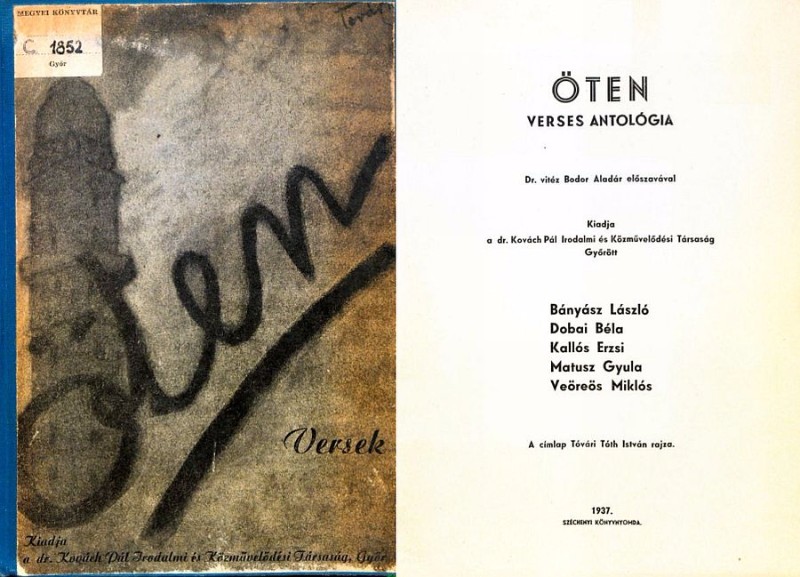 MEGYEI KÖNYVTÁR
C 1852
Győr
Öten
Versek
Kiadja
a dr. Kovách Pál Irodalmi és Közművelődési Társaság, Győr
ÖTEN
VERSES ANTOLÓGIA
Dr. vitéz Bodor Aladár előszavával
Kiadja
a dr. Kovách Pál Irodalmi és Közművelődési Társaság
Győrött
Bányász László
Dobai Béla
Kallós Erzsi
Matusz Gyula
Veöreös Miklós
A címlap Tóvári Tóth István rajza.
1937.
SZÉCHENYI KÖNYVNYOMDA.